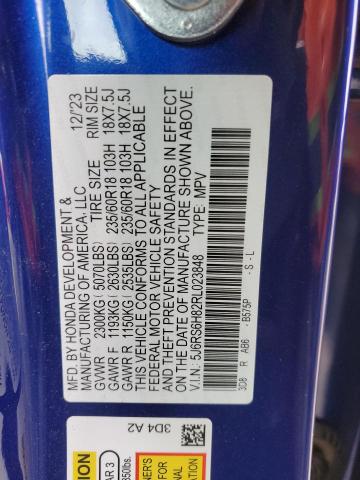 MFD. BY HONDA DEVELOPMENT & 12/'23
MANUFACTURING OF AMERICA, LLC
TIRE SIZE RIM SIZE
GVWR 2300KG (5070LBS)
GAWR F 1193KG (2630LBS) 235/60R18 103H 18X7.5J
GAWR R 1150KG (2535LBS) 235/60R18 103H 18X7.5J
THIS VEHICLE CONFORMS TO ALL APPLICABLE
FEDERAL MOTOR VEHICLE SAFETY
AND THEFT PREVENTION STANDARDS IN EFFECT
ON THE DATE OF MANUFACTURE SHOWN ABOVE.
V.I.N: 5J6RS6H82RL023848 TYPE: MPV
3D8 R AB6 - B575P - S - L
3D4 A2